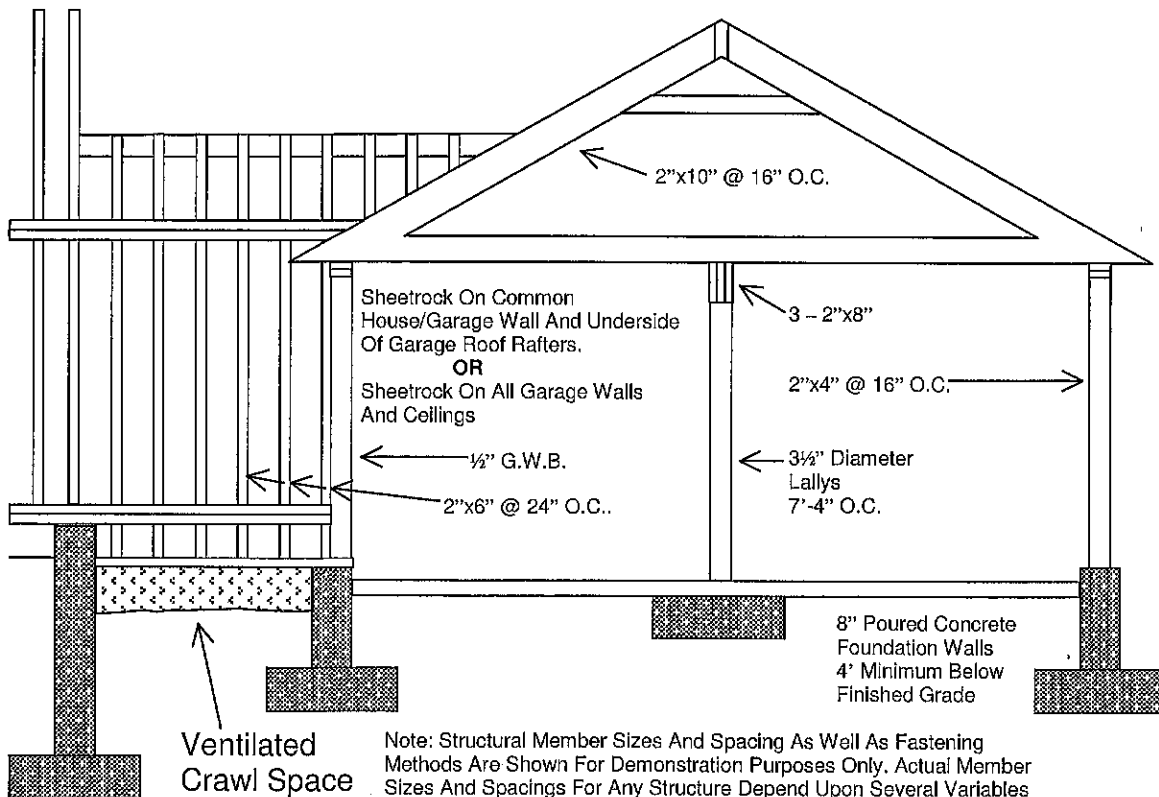 2"x10" @ 16" O.C.
Sheetrock On Common
House/Garage Wall And Underside
Of Garage Roof Rafters.
OR
Sheetrock On All Garage Walls
And Ceilings
3 – 2"x8"
2"x4" @ 16" O.C.
½" G.W.B.
2"x6" @ 24" O.C..
3½" Diameter
Lallys
7'-4" O.C.
8" Poured Concrete
Foundation Walls
4' Minimum Below
Finished Grade
Ventilated
Crawl Space
Note: Structural Member Sizes And Spacing As Well As Fastening
Methods Are Shown For Demonstration Purposes Only. Actual Member
Sizes And Spacings For Any Structure Depend Upon Several Variables